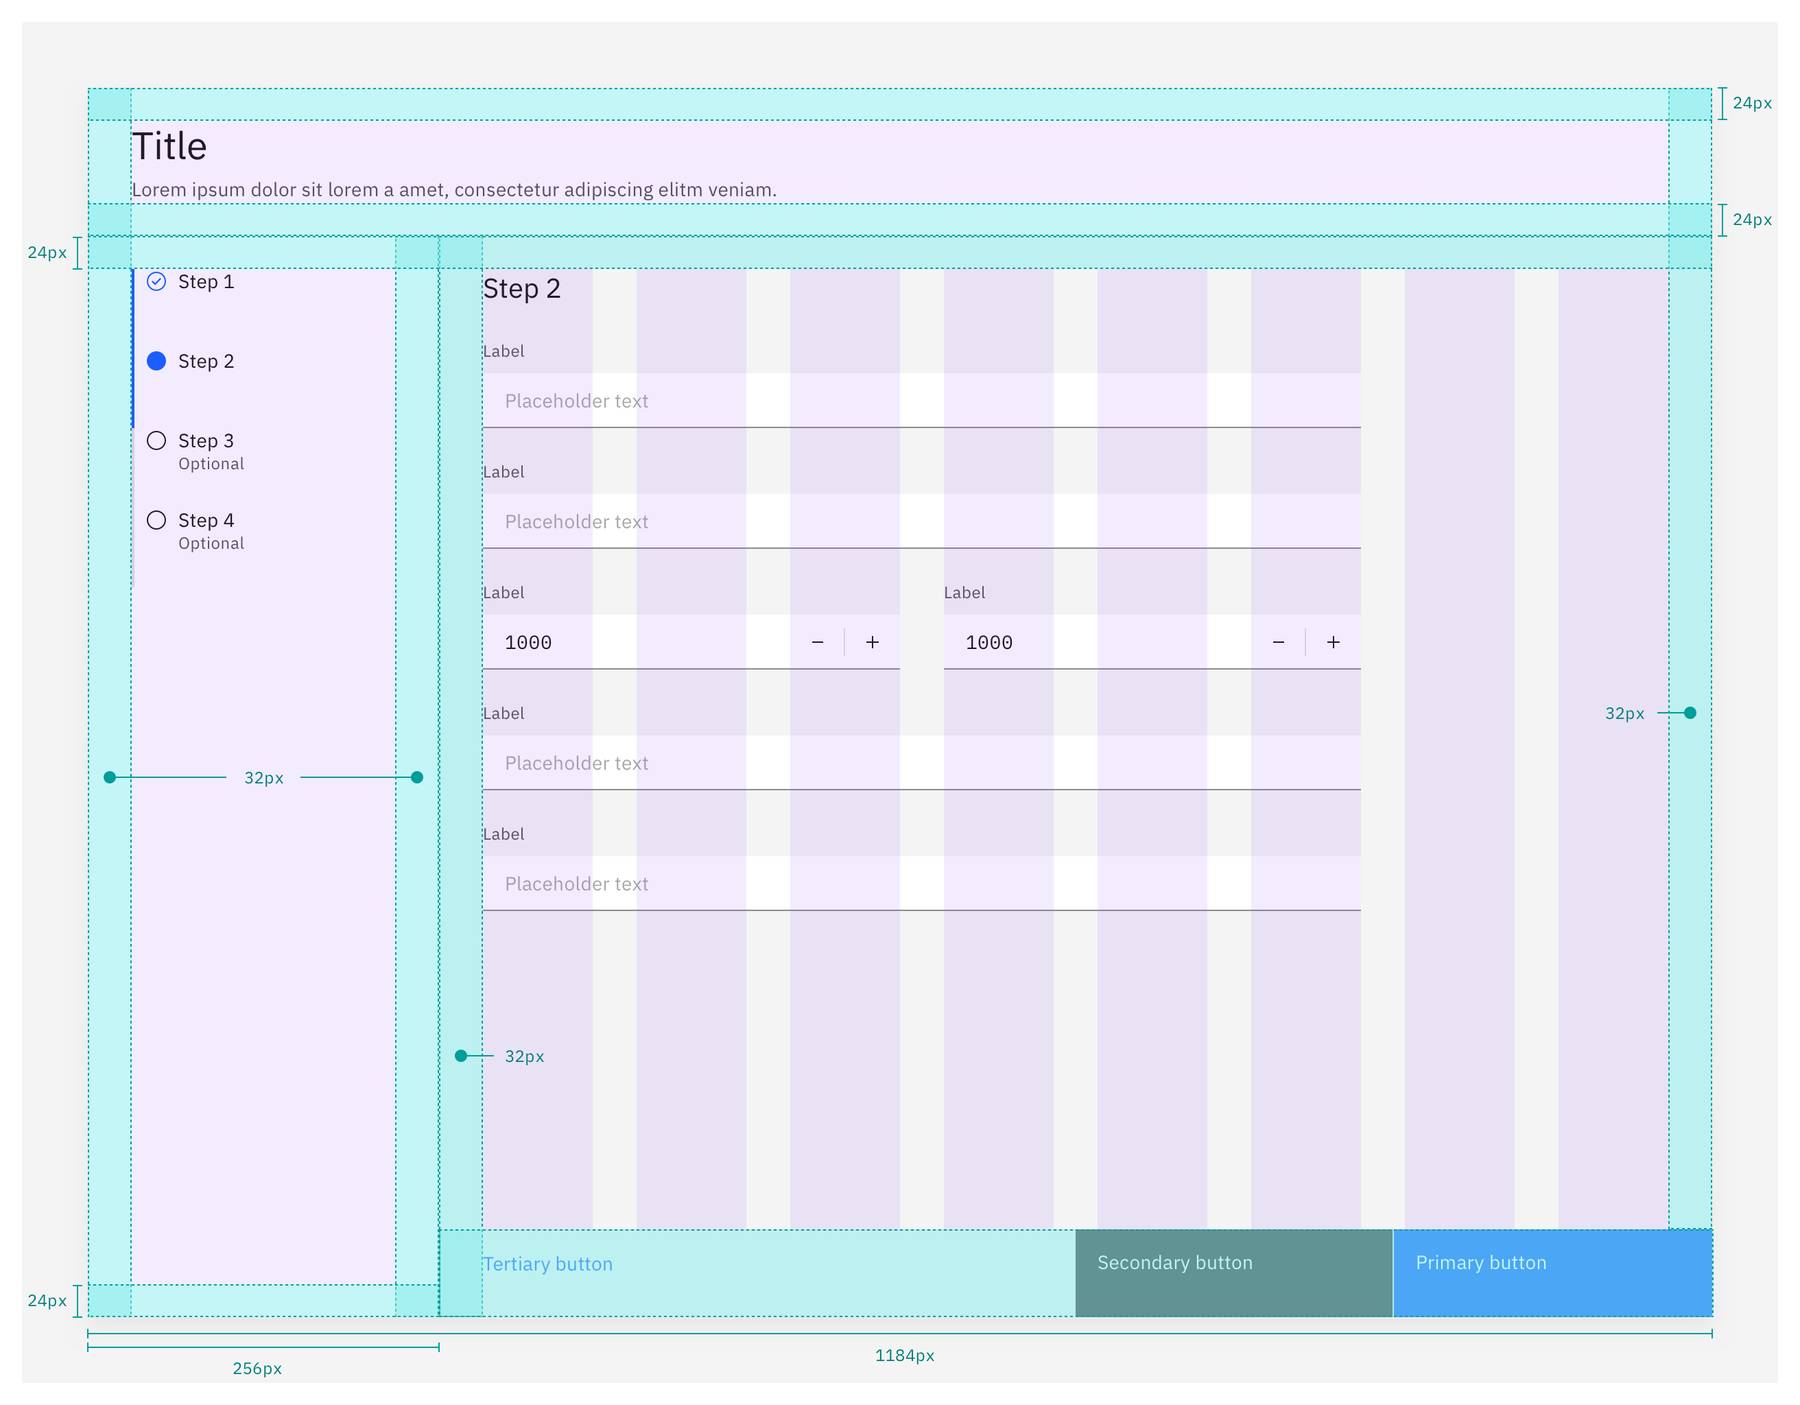 24px
Title
Lorem ipsum dolor sit lorem a amet, consectetur adipiscing elitm veniam.
24px
24px
Step 1
Step 2
Step 3
Optional
Step 4
Optional
32px
Step 2
Label
Placeholder text
Label
Placeholder text
Label
Label
1000
1000
Label
32px
Placeholder text
Label
Placeholder text
32px
Tertiary button
Secondary button
Primary button
24px
1184px
256px